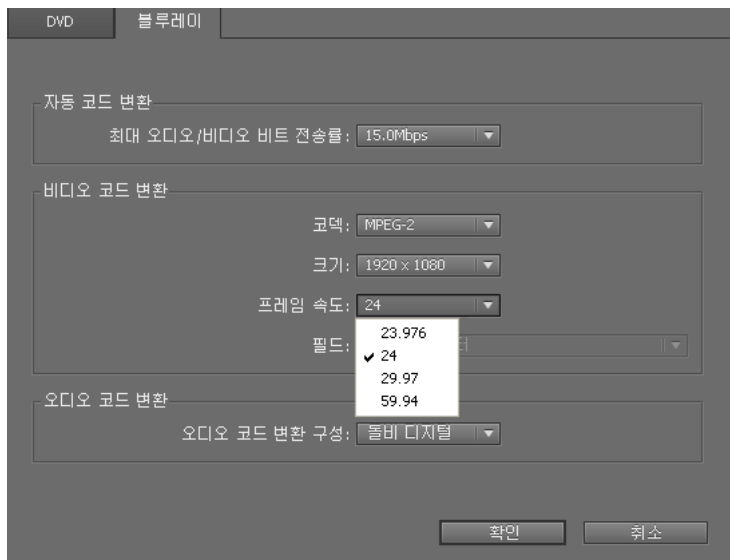 DVD 블루레이
자동 코드 변환
최대 오디오/비디오 비트 전송률: 15.0Mbps
비디오 코드 변환
코덱: MPEG-2
크기: 1920 x 1080
프레임 속도: 24
필드:
23.976
24
29.97
59.94
오디오 코드 변환
오디오 코드 변환 구성: 돌비 디지털
확인 취소